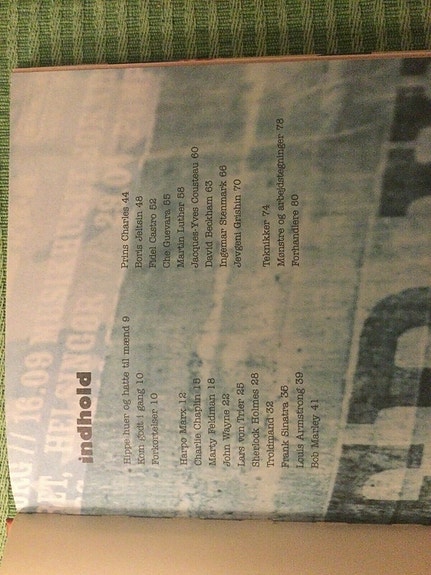 indhold
Hippe huer og hatte til mænd 9
Kom godt i gang 10
Forkortelser 10
Harpo Marx 12
Charlie Chaplin 15
Marty Feldman 18
John Wayne 22
Lars von Trier 25
Sherlock Holmes 28
Troldmand 32
Frank Sinatra 36
Louis Armstrong 39
Bob Marley 41
Prins Charles 44
Boris Jeltsin 48
Fidel Castro 52
Che Guevara 55
Martin Luther 58
Jacques-Yves Cousteau 60
David Beckham 63
Ingemar Stenmark 66
Jevgeni Grishin 70
Teknikker 74
Mønstre og arbejdstegninger 78
Forhandlere 80